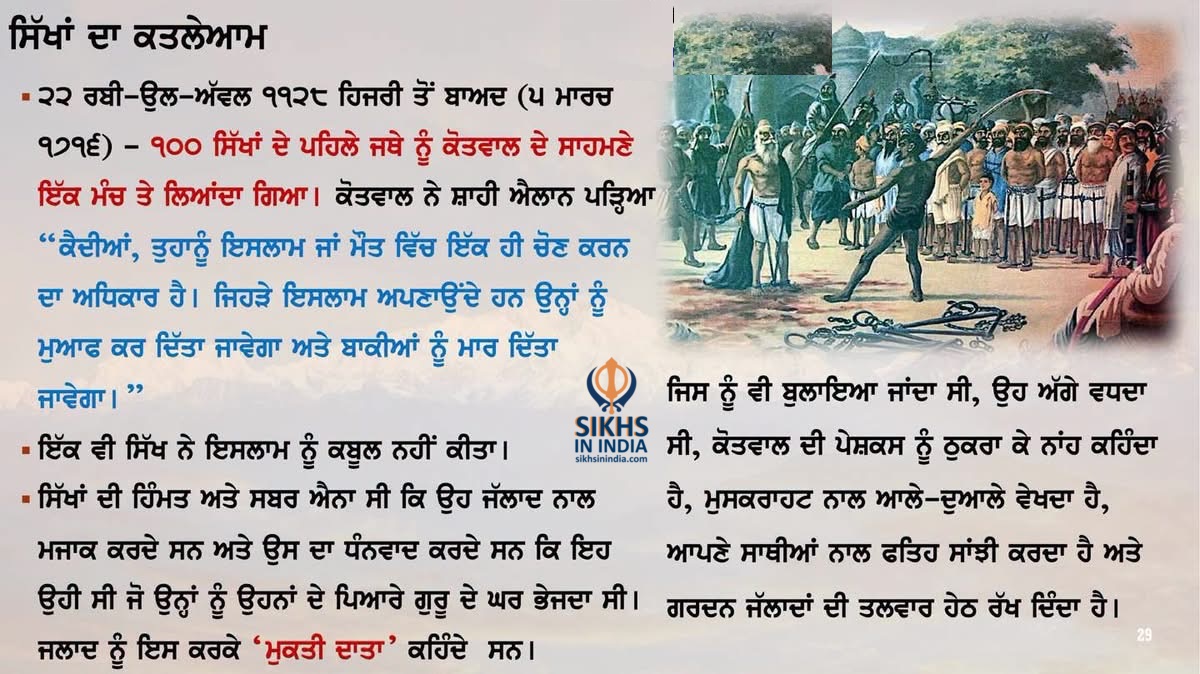 ਸਿੱਖਾਂ ਦਾ ਕਤਲੇਆਮ
▪ ੨੨ ਰਬੀ-ਉਲ-ਅੱਵਲ ੧੧੨੮ ਹਿਜਰੀ ਤੋਂ ਬਾਅਦ (੫ ਮਾਰਚ
੧੭੧੬) – ੧੦੦ ਸਿੱਖਾਂ ਦੇ ਪਹਿਲੇ ਜਥੇ ਨੂੰ ਕੋਤਵਾਲ ਦੇ ਸਾਹਮਣੇ
ਇੱਕ ਮੰਚ ਤੇ ਲਿਆਂਦਾ ਗਿਆ। ਕੋਤਵਾਲ ਨੇ ਸ਼ਾਹੀ ਐਲਾਨ ਪੜ੍ਹਿਆ
“ਕੈਦੀਆਂ, ਤੁਹਾਨੂੰ ਇਸਲਾਮ ਜਾਂ ਮੌਤ ਵਿੱਚ ਇੱਕ ਹੀ ਚੋਣ ਕਰਨ
ਦਾ ਅਧਿਕਾਰ ਹੈ। ਜਿਹੜੇ ਇਸਲਾਮ ਅਪਣਾਉਂਦੇ ਹਨ ਉਨ੍ਹਾਂ ਨੂੰ
ਮੁਆਫ ਕਰ ਦਿੱਤਾ ਜਾਵੇਗਾ ਅਤੇ ਬਾਕੀਆਂ ਨੂੰ ਮਾਰ ਦਿੱਤਾ
ਜਾਵੇਗਾ।”
▪ ਇੱਕ ਵੀ ਸਿੱਖ ਨੇ ਇਸਲਾਮ ਨੂੰ ਕਬੂਲ ਨਹੀਂ ਕੀਤਾ।
▪ ਸਿੱਖਾਂ ਦੀ ਹਿੰਮਤ ਅਤੇ ਸਬਰ ਐਨਾ ਸੀ ਕਿ ਉਹ ਜੱਲਾਦ ਨਾਲ
ਮਜਾਕ ਕਰਦੇ ਸਨ ਅਤੇ ਉਸ ਦਾ ਧੰਨਵਾਦ ਕਰਦੇ ਸਨ ਕਿ ਇਹ
ਉਹੀ ਸੀ ਜੋ ਉਨ੍ਹਾਂ ਨੂੰ ਉਹਨਾਂ ਦੇ ਪਿਆਰੇ ਗੁਰੂ ਦੇ ਘਰ ਭੇਜਦਾ ਸੀ।
ਜਲਾਦ ਨੂੰ ਇਸ ਕਰਕੇ ‘ਮੁਕਤੀ ਦਾਤਾ’ ਕਹਿੰਦੇ ਸਨ।
SIKHS
IN INDIA
sikhsinindia.com
ਜਿਸ ਨੂੰ ਵੀ ਬੁਲਾਇਆ ਜਾਂਦਾ ਸੀ, ਉਹ ਅੱਗੇ ਵਧਦਾ
ਸੀ, ਕੋਤਵਾਲ ਦੀ ਪੇਸ਼ਕਸ ਨੂੰ ਠੁਕਰਾ ਕੇ ਨਾਂਹ ਕਹਿੰਦਾ
ਹੈ, ਮੁਸਕਰਾਹਟ ਨਾਲ ਆਲੇ-ਦੁਆਲੇ ਵੇਖਦਾ ਹੈ,
ਆਪਣੇ ਸਾਥੀਆਂ ਨਾਲ ਫਤਿਹ ਸਾਂਝੀ ਕਰਦਾ ਹੈ ਅਤੇ
ਗਰਦਨ ਜੱਲਾਦਾਂ ਦੀ ਤਲਵਾਰ ਹੇਠ ਰੱਖ ਦਿੰਦਾ ਹੈ।
29